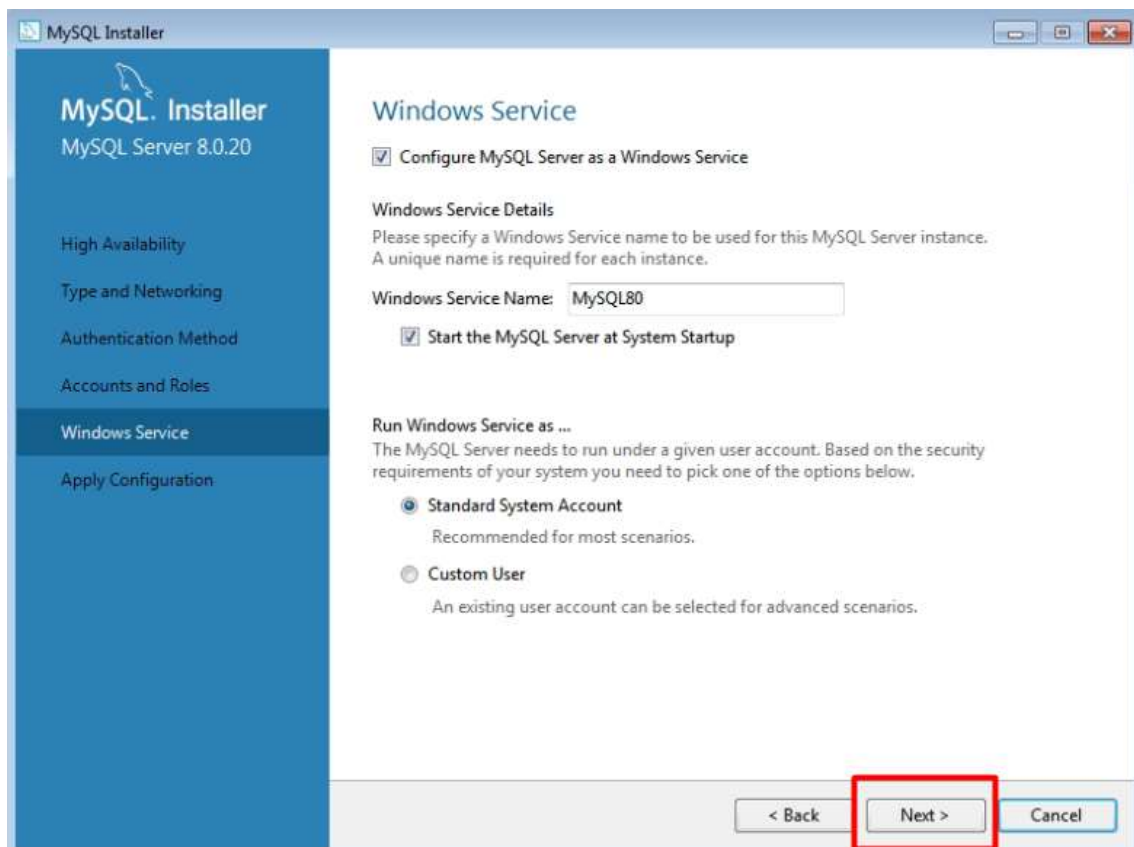 MySQL Installer
MySQL. Installer
MySQL Server 8.0.20
High Availability
Type and Networking
Authentication Method
Accounts and Roles
Windows Service
Apply Configuration
Windows Service
Configure MySQL Server as a Windows Service
Windows Service Details
Please specify a Windows Service name to be used for this MySQL Server instance.
A unique name is required for each instance.
Windows Service Name: MySQL80
Start the MySQL Server at System Startup
Run Windows Service as ...
The MySQL Server needs to run under a given user account. Based on the security
requirements of your system you need to pick one of the options below.
Standard System Account
Recommended for most scenarios.
Custom User
An existing user account can be selected for advanced scenarios.
< Back Next > Cancel